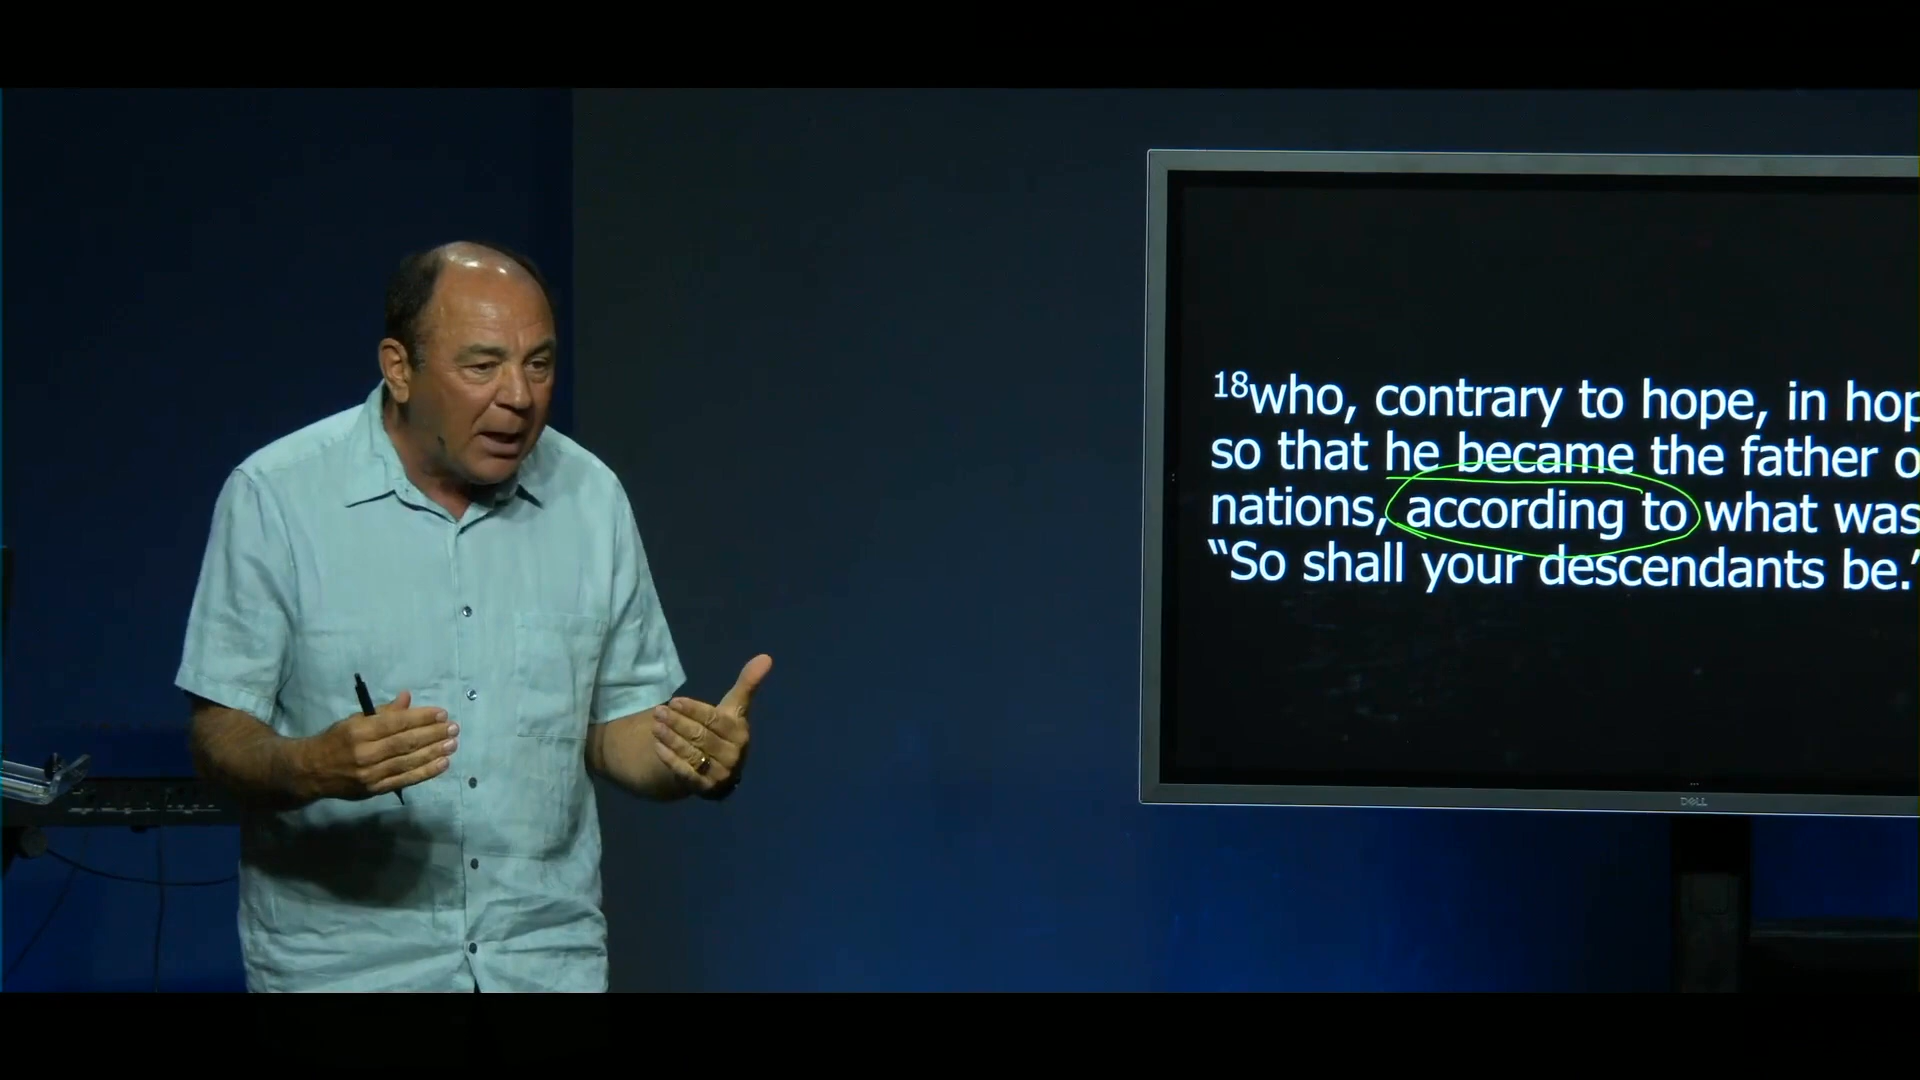 18who, contrary to hope, in hop
so that he became the father o
nations, according to what was
“So shall your descendants be.”
DELL